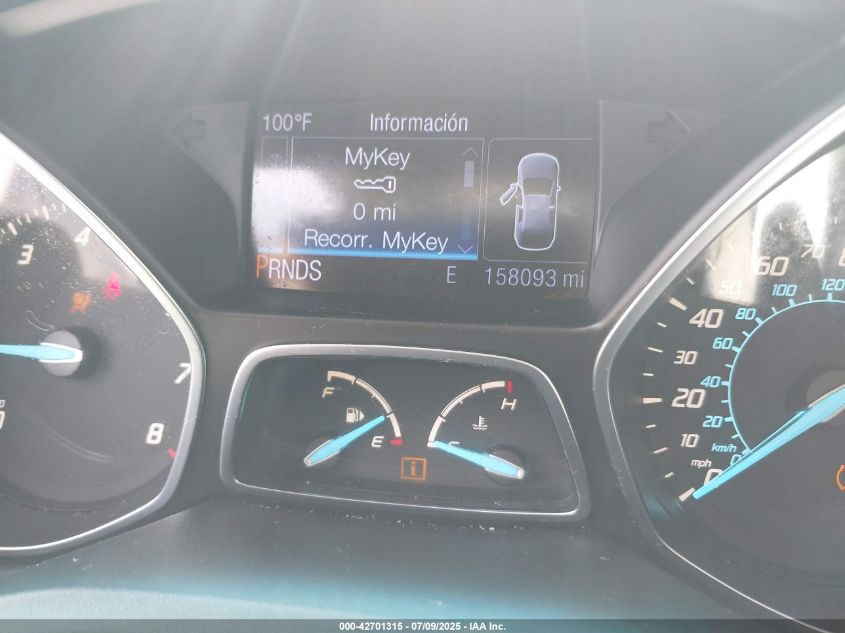 100°F Información
MyKey
0 mi
Recorr. MyKey
PRNDS E 158093 mi
3 4
7
8
F E
H
i
40
30
20
10
0
mph
50 60 70
km/h
0 20 40 60 80 100 120
000-42701315 - 07/09/2025 - IAA Inc.